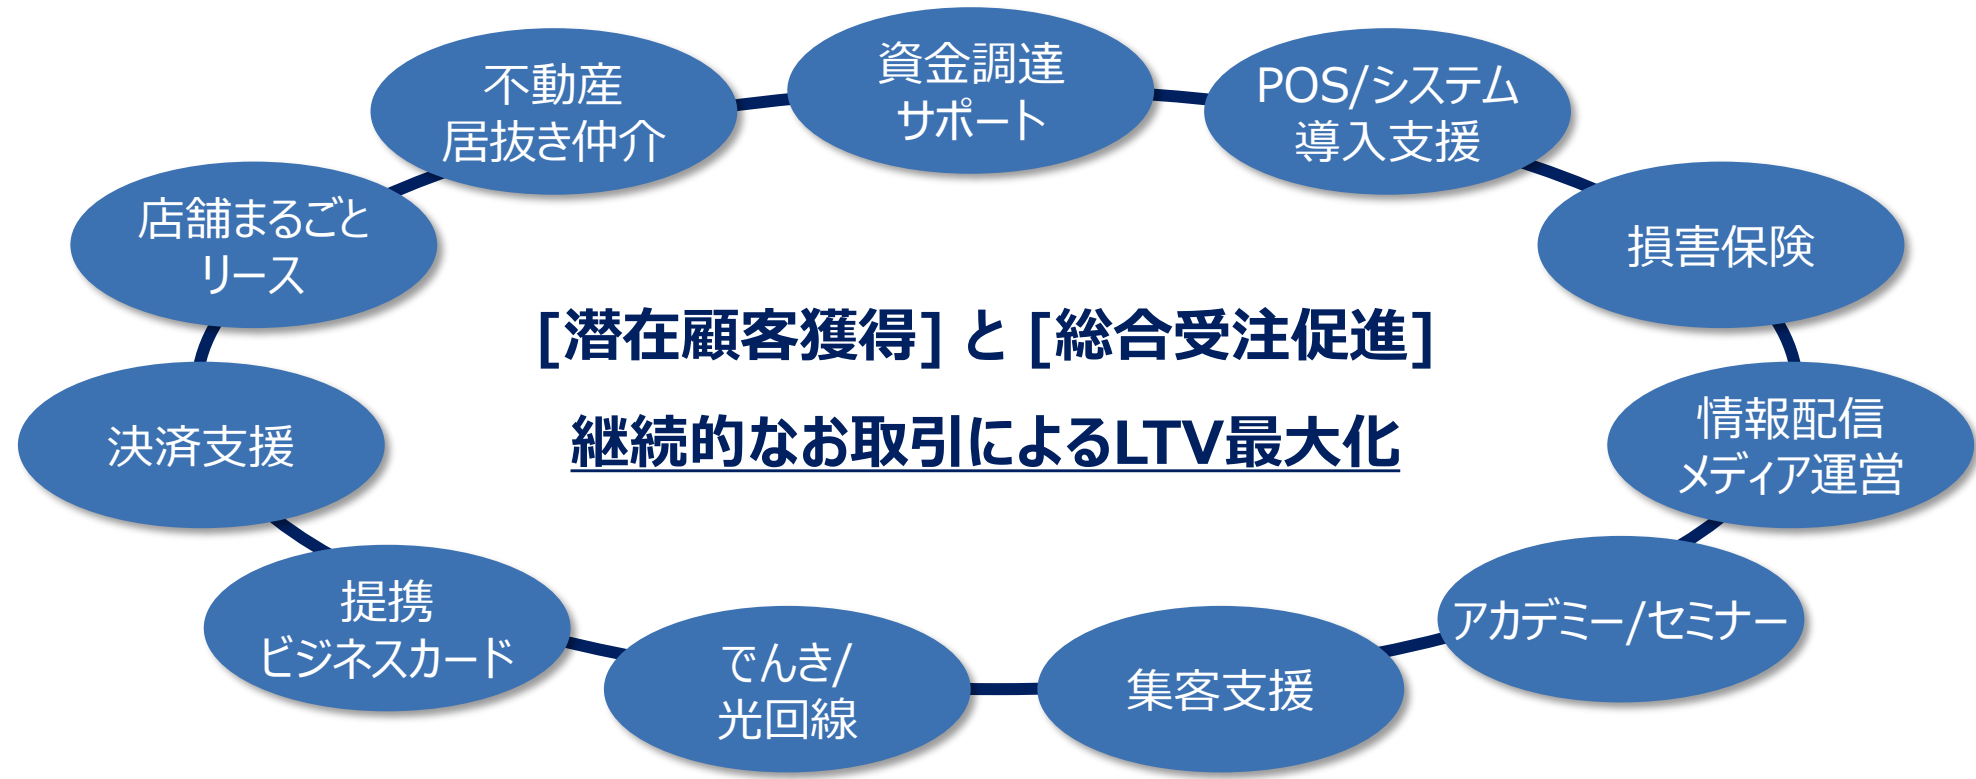 資金調達
サポート
POS/システム
導入支援
損害保険
情報配信
メディア運営
アカデミー/セミナー
集客支援
でんき/
光回線
提携
ビジネスカード
決済支援
店舗まるごと
リース
不動産
居抜き仲介
[潜在顧客獲得] と [総合受注促進]
継続的なお取引によるLTV最大化